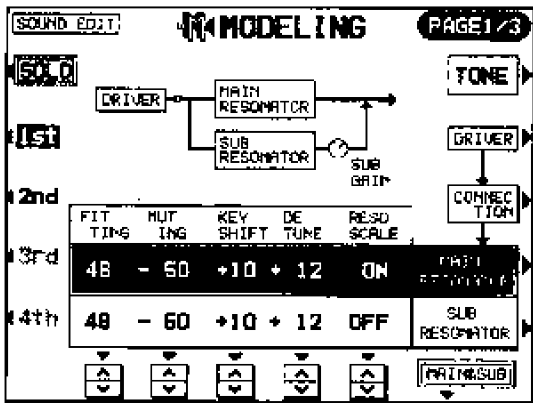 SOUND EDIT
MODELING
PAGE1/3
SOLO
1st
2nd
3rd
4th
DRIVER
MAIN
RESONATOR
SUB
RESONATOR
SUB
GAIN
TONE
DRIVER
CONNEC
TION
MAIN
RESONATOR
SUB
RESONATOR
MAIN&SUB
FIT
TING
MUT
ING
KEY
SHIFT
DE
TUNE
RESO
SCALE
48 - 60 +10 + 12 ON
48 - 60 +10 + 12 OFF